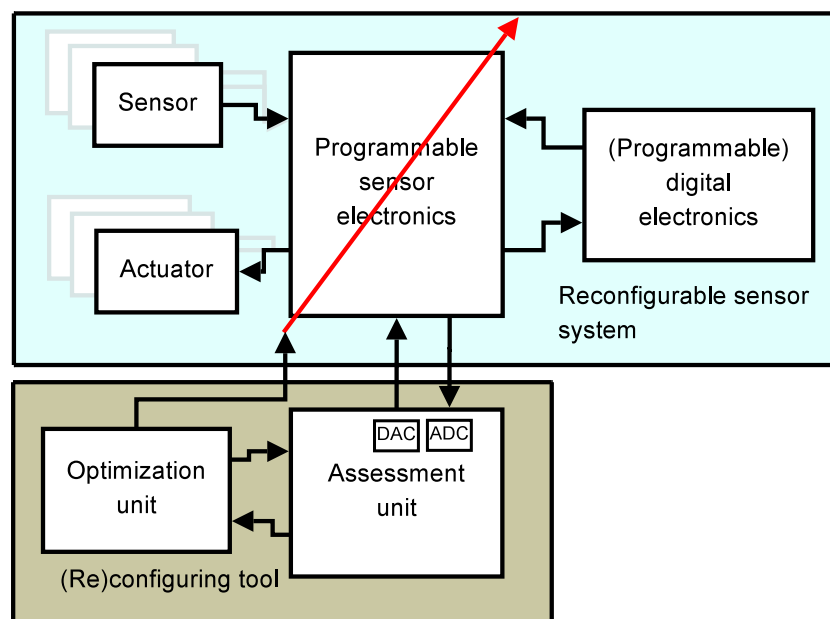 Sensor
Programmable
sensor
electronics
(Programmable)
digital
electronics
Actuator
Reconfigurable sensor
system
DAC
ADC
Optimization
unit
Assessment
unit
(Re)configuring tool